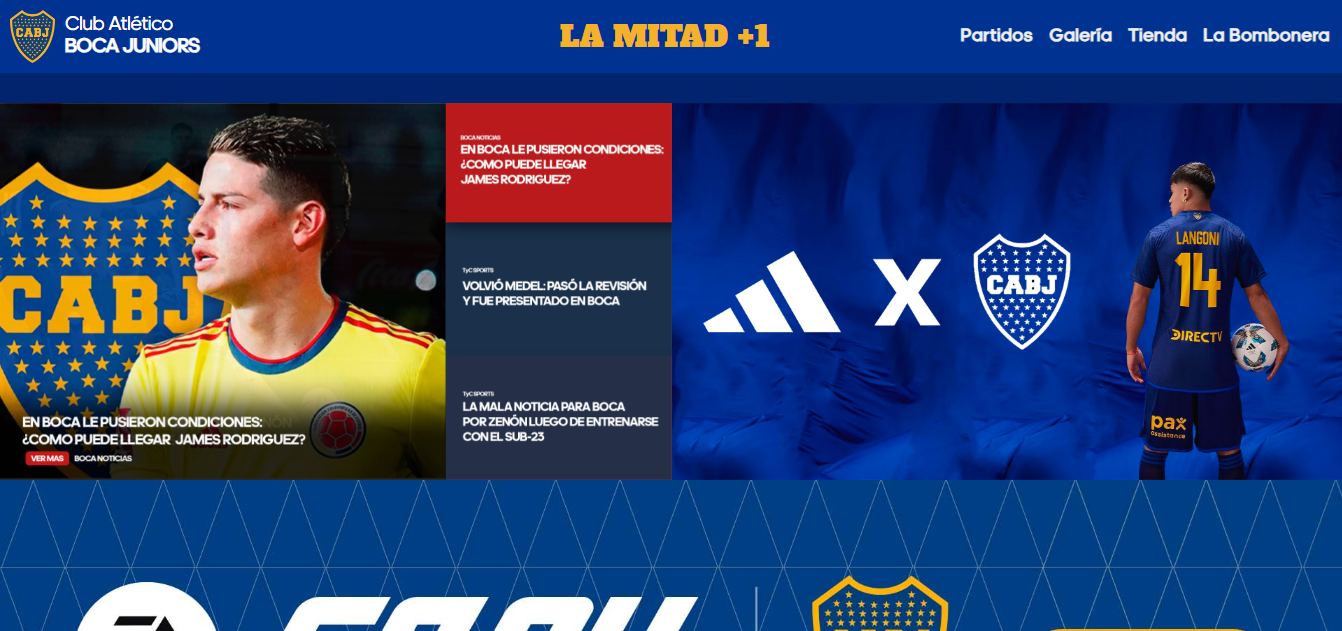 CABJ
Club Atlético
BOCA JUNIORS
LA MITAD +1
Partidos Galería Tienda La Bombonera
CABJ
EN BOCA LE PUSIERON CONDICIONES:
¿COMO PUEDE LLEGAR JAMES RODRIGUEZ?
VER MAS BOCA NOTICIAS
BOCA NOTICIAS
EN BOCA LE PUSIERON CONDICIONES:
¿COMO PUEDE LLEGAR
JAMES RODRIGUEZ?
TyC SPORTS
VOLVIÓ MEDEL: PASÓ LA REVISIÓN
Y FUE PRESENTADO EN BOCA
TyC SPORTS
LA MALA NOTICIA PARA BOCA
POR ZENÓN LUEGO DE ENTRENARSE
CON EL SUB-23
X
CABJ
LANGONI
14
DIRECTV
pax
assistance